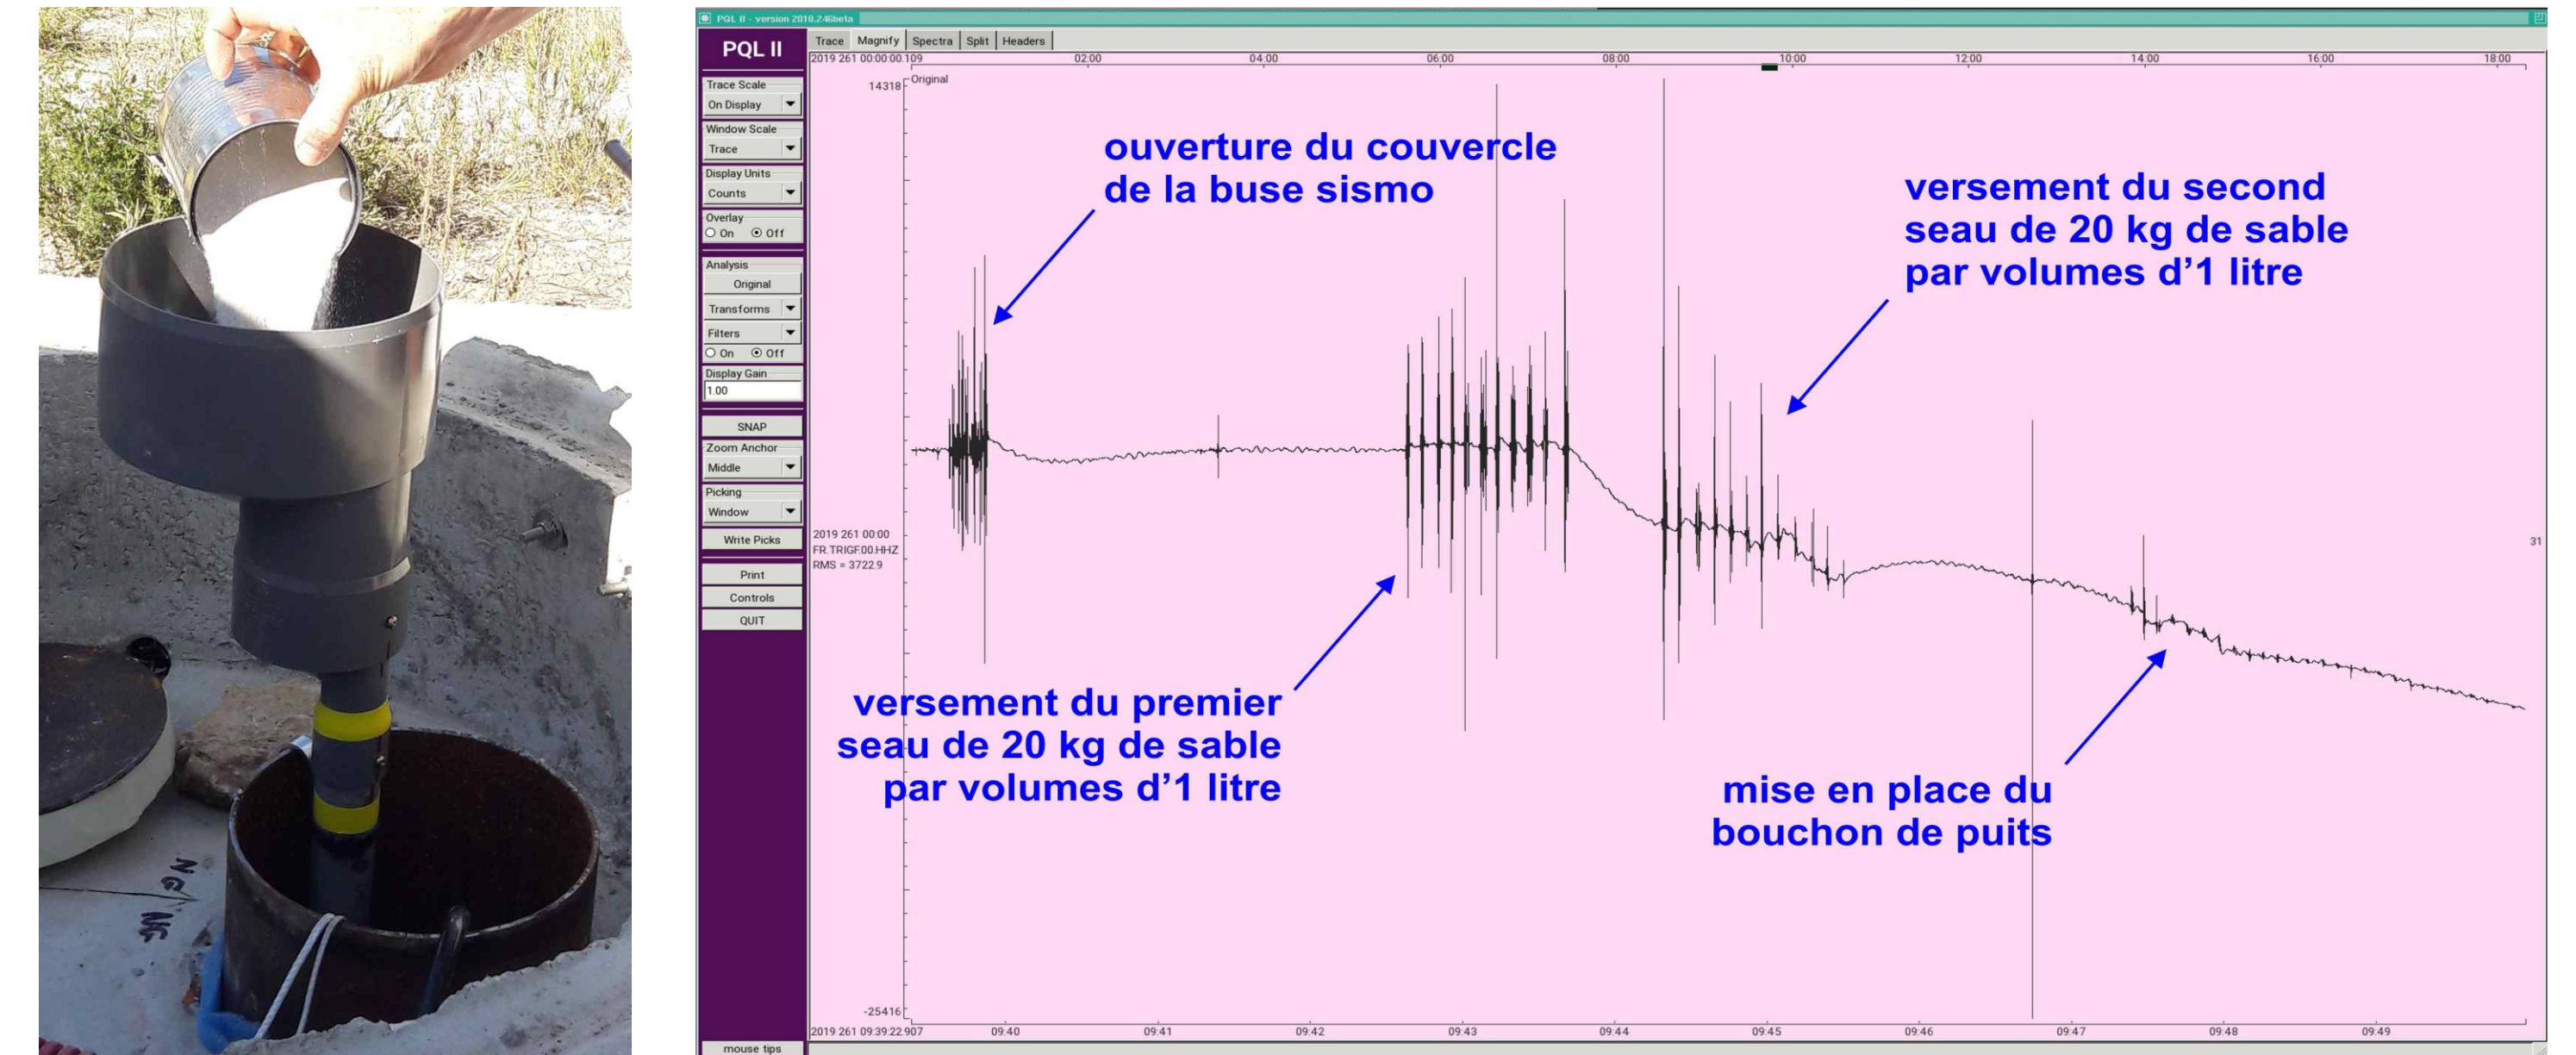 PQL II - version 2010.246beta
PQL II
Trace Scale
On Display
Window Scale
Trace
Display Units
Counts
Overlay
On Off
Analysis
Original
Transforms
Filters
On Off
Display Gain
1.00
SNAP
Zoom Anchor
Middle
Picking
Window
Write Picks
Print
Controls
QUIT
mouse tips
Trace Magnify Spectra Split Headers
2019 261 00:00:00.109 02:00 04:00 06:00 08:00 10:00 12:00 14:00 16:00 18:00
14318
Original
ouverture du couvercle
de la buse sismo
versement du second
seau de 20 kg de sable
par volumes d’1 litre
2019 261 00:00
FR.TRIGF.00.HHZ
RMS = 3722.9
31
versement du premier
seau de 20 kg de sable
par volumes d’1 litre
mise en place du
bouchon de puits
-25416
2019 261 09:39:22.907 09:40 09:41 09:42 09:43 09:44 09:45 09:46 09:47 09:48 09:49
NG
NG